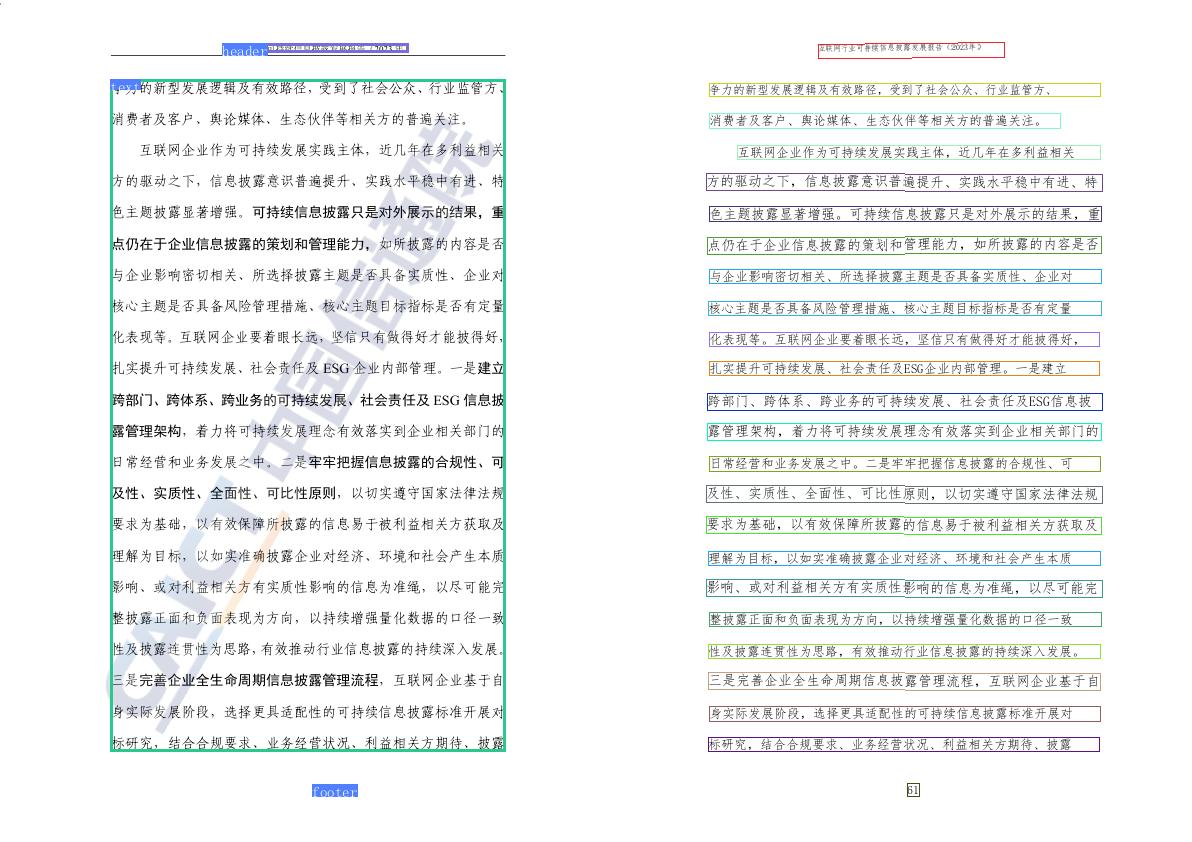 header
text
争力的新型发展逻辑及有效路径，受到了社会公众、行业监管方、
消费者及客户、舆论媒体、生态伙伴等相关方的普遍关注。
互联网企业作为可持续发展实践主体，近几年在多利益相关
方的驱动之下，信息披露意识普遍提升、实践水平稳中有进、特
色主题披露显著增强。可持续信息披露只是对外展示的结果，重
点仍在于企业信息披露的策划和管理能力，如所披露的内容是否
与企业影响密切相关、所选择披露主题是否具备实质性、企业对
核心主题是否具备风险管理措施、核心主题目标指标是否有定量
化表现等。互联网企业要着眼长远，坚信只有做得好才能披得好，
扎实提升可持续发展、社会责任及 ESG 企业内部管理。一是建立
跨部门、跨体系、跨业务的可持续发展、社会责任及 ESG 信息披
露管理架构，着力将可持续发展理念有效落实到企业相关部门的
日常经营和业务发展之中。二是牢牢把握信息披露的合规性、可
及性、实质性、全面性、可比性原则，以切实遵守国家法律法规
要求为基础，以有效保障所披露的信息易于被利益相关方获取及
理解为目标，以如实准确披露企业对经济、环境和社会产生本质
影响、或对利益相关方有实质性影响的信息为准绳，以尽可能完
整披露正面和负面表现为方向，以持续增强量化数据的口径一致
性及披露连贯性为思路，有效推动行业信息披露的持续深入发展。
三是完善企业全生命周期信息披露管理流程，互联网企业基于自
身实际发展阶段，选择更具适配性的可持续信息披露标准开展对
标研究，结合合规要求、业务经营状况、利益相关方期待、披露
footer
CAICT 中国信通院
互联网行业可持续信息披露发展报告（2023年）
争力的新型发展逻辑及有效路径，受到了社会公众、行业监管方、
消费者及客户、舆论媒体、生态伙伴等相关方的普遍关注。
互联网企业作为可持续发展实践主体，近几年在多利益相关
方的驱动之下，信息披露意识普遍提升、实践水平稳中有进、特
色主题披露显著增强。可持续信息披露只是对外展示的结果，重
点仍在于企业信息披露的策划和管理能力，如所披露的内容是否
与企业影响密切相关、所选择披露主题是否具备实质性、企业对
核心主题是否具备风险管理措施、核心主题目标指标是否有定量
化表现等。互联网企业要着眼长远，坚信只有做得好才能披得好，
扎实提升可持续发展、社会责任及ESG企业内部管理。一是建立
跨部门、跨体系、跨业务的可持续发展、社会责任及ESG信息披
露管理架构，着力将可持续发展理念有效落实到企业相关部门的
日常经营和业务发展之中。二是牢牢把握信息披露的合规性、可
及性、实质性、全面性、可比性原则，以切实遵守国家法律法规
要求为基础，以有效保障所披露的信息易于被利益相关方获取及
理解为目标，以如实准确披露企业对经济、环境和社会产生本质
影响、或对利益相关方有实质性影响的信息为准绳，以尽可能完
整披露正面和负面表现为方向，以持续增强量化数据的口径一致
性及披露连贯性为思路，有效推动行业信息披露的持续深入发展。
三是完善企业全生命周期信息披露管理流程，互联网企业基于自
身实际发展阶段，选择更具适配性的可持续信息披露标准开展对
标研究，结合合规要求、业务经营状况、利益相关方期待、披露
61